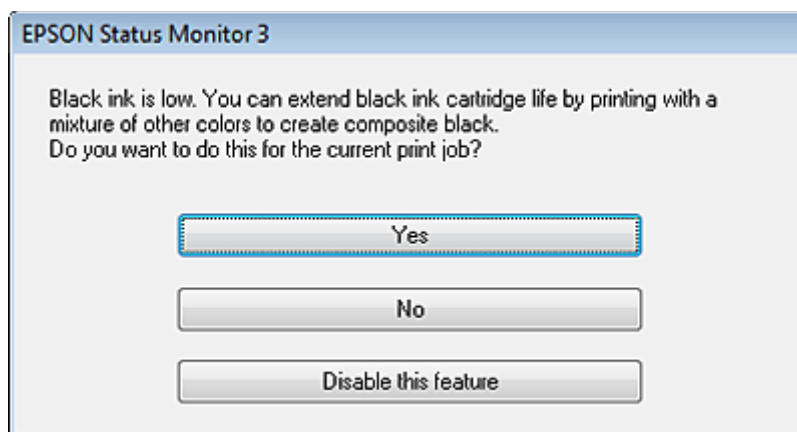 EPSON Status Monitor 3
Black ink is low. You can extend black ink cartridge life by printing with a
mixture of other colors to create composite black.
Do you want to do this for the current print job?
Yes
No
Disable this feature